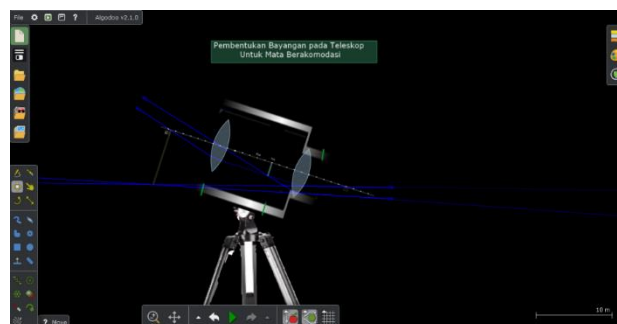 File ? Algodoo v2.1.0
Pembentukan Bayangan pada Teleskop
Untuk Mata Berakomodasi
? Move
10 m